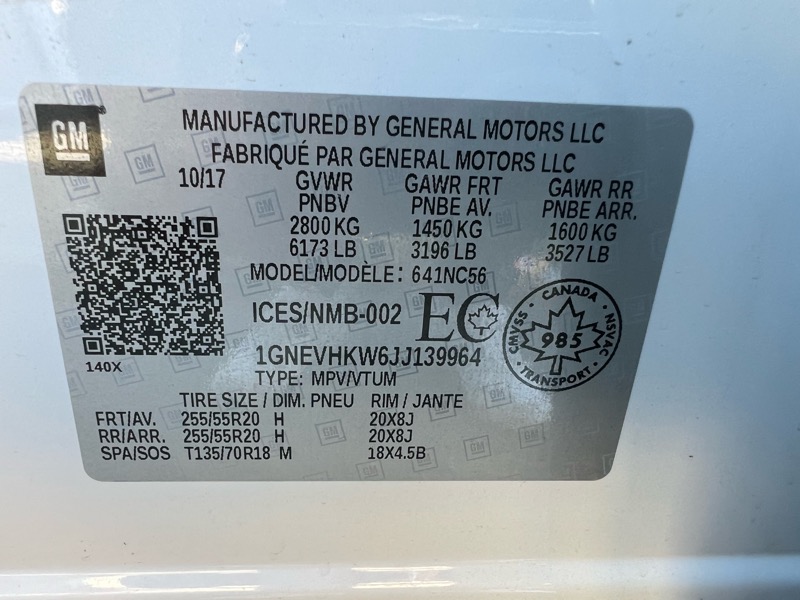 GM
MANUFACTURED BY GENERAL MOTORS LLC
FABRIQUÉ PAR GENERAL MOTORS LLC
10/17 GVWR GAWR FRT GAWR RR
PNBV PNBE AV. PNBE ARR.
2800 KG 1450 KG 1600 KG
6173 LB 3196 LB 3527 LB
MODEL/MODÈLE: 641NC56
ICES/NMB-002 EC
CANADA
CMVSS 985 NSVAC
TRANSPORT
1GNEVHKW6JJ139964
140X
TYPE: MPV/VTUM
TIRE SIZE / DIM. PNEU RIM / JANTE
FRT/AV. 255/55R20 H 20X8J
RR/ARR. 255/55R20 H 20X8J
SPA/SOS T135/70R18 M 18X4.5B